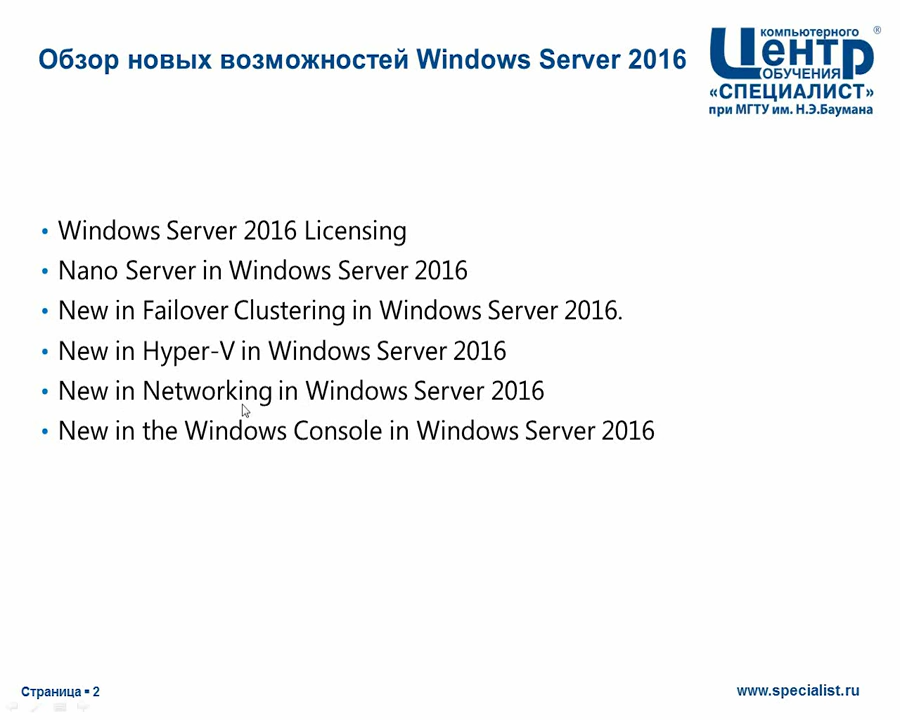 Обзор новых возможностей Windows Server 2016
компьютерного
Центр
ОБУЧЕНИЯ
®
«СПЕЦИАЛИСТ»
при МГТУ им. Н.Э.Баумана
• Windows Server 2016 Licensing
• Nano Server in Windows Server 2016
• New in Failover Clustering in Windows Server 2016.
• New in Hyper-V in Windows Server 2016
• New in Networking in Windows Server 2016
• New in the Windows Console in Windows Server 2016
Страница ▪ 2
www.specialist.ru